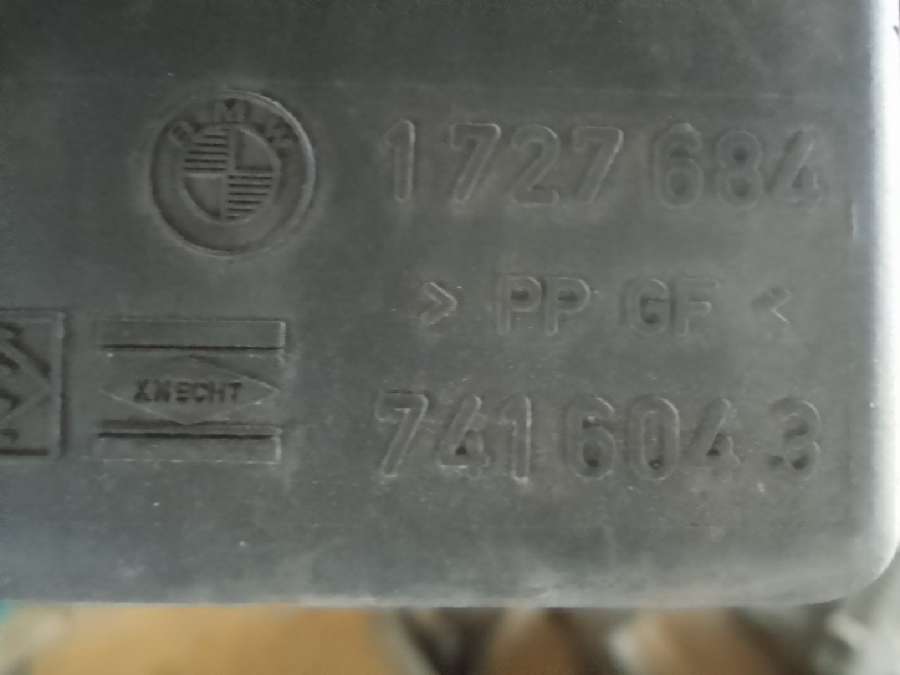 BMW
1727684
> PP GF <
KNECHT
7416043